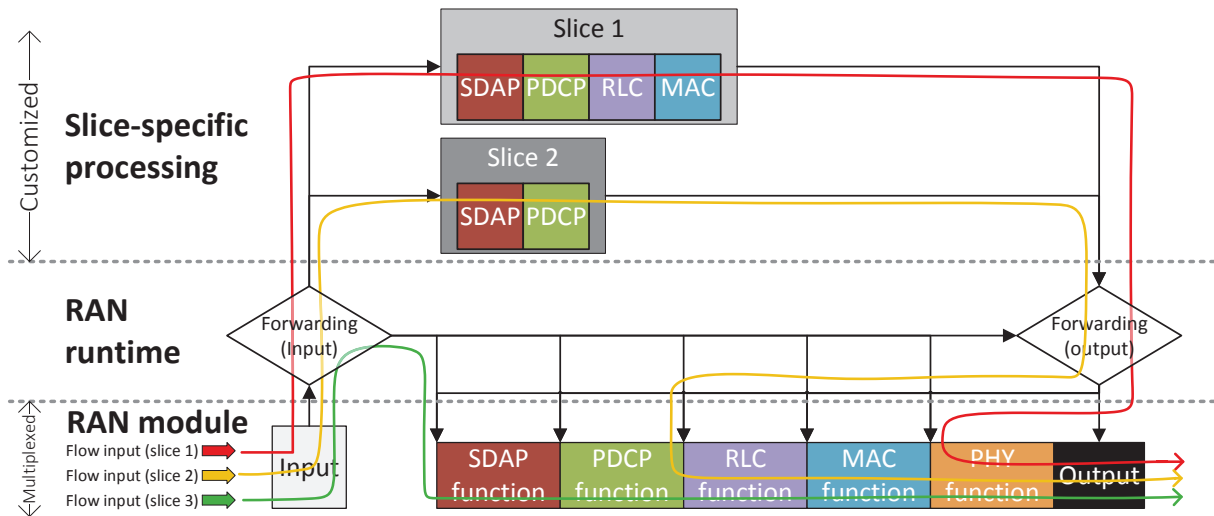 Customized
Slice-specific
processing
Slice 1
SDAP PDCP RLC MAC
Slice 2
SDAP PDCP
RAN
runtime
Forwarding
(Input)
Forwarding
(output)
Multiplexed
RAN module
Flow input (slice 1)
Flow input (slice 2)
Flow input (slice 3)
Input
SDAP
function
PDCP
function
RLC
function
MAC
function
PHY
function
Output